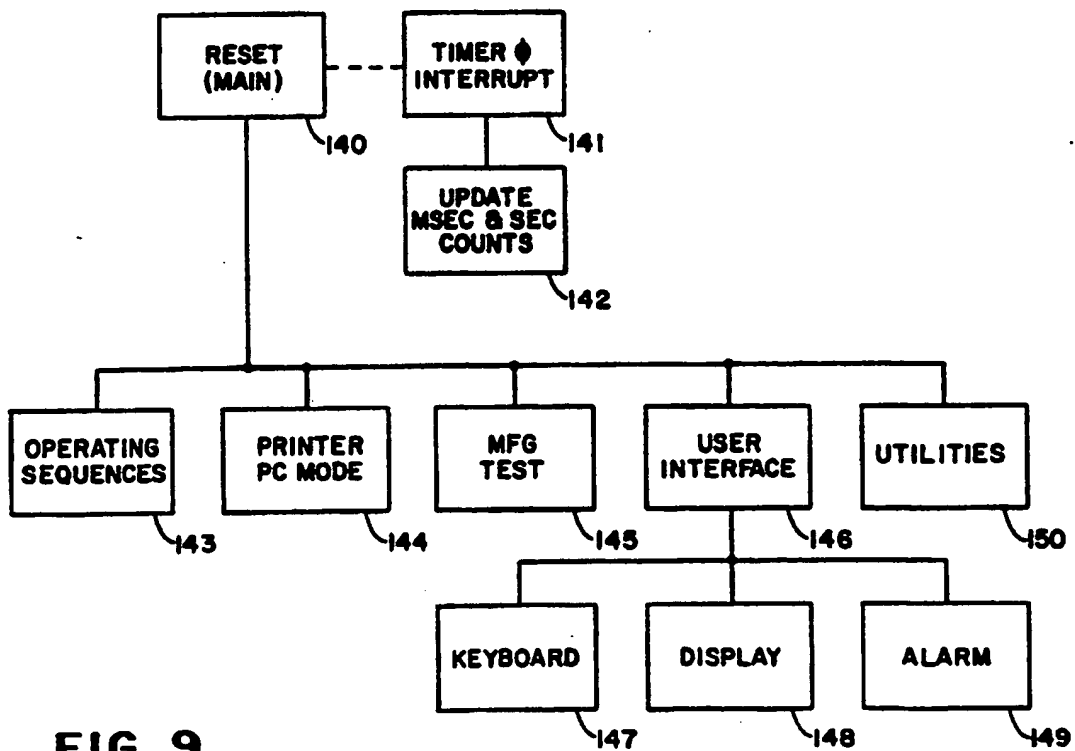 RESET
(MAIN)
140
TIMER ϕ
INTERRUPT
141
UPDATE
MSEC & SEC
COUNTS
142
OPERATING
SEQUENCES
143
PRINTER
PC MODE
144
MFG
TEST
145
USER
INTERFACE
146
UTILITIES
150
KEYBOARD
147
DISPLAY
148
ALARM
149
FIG. 9